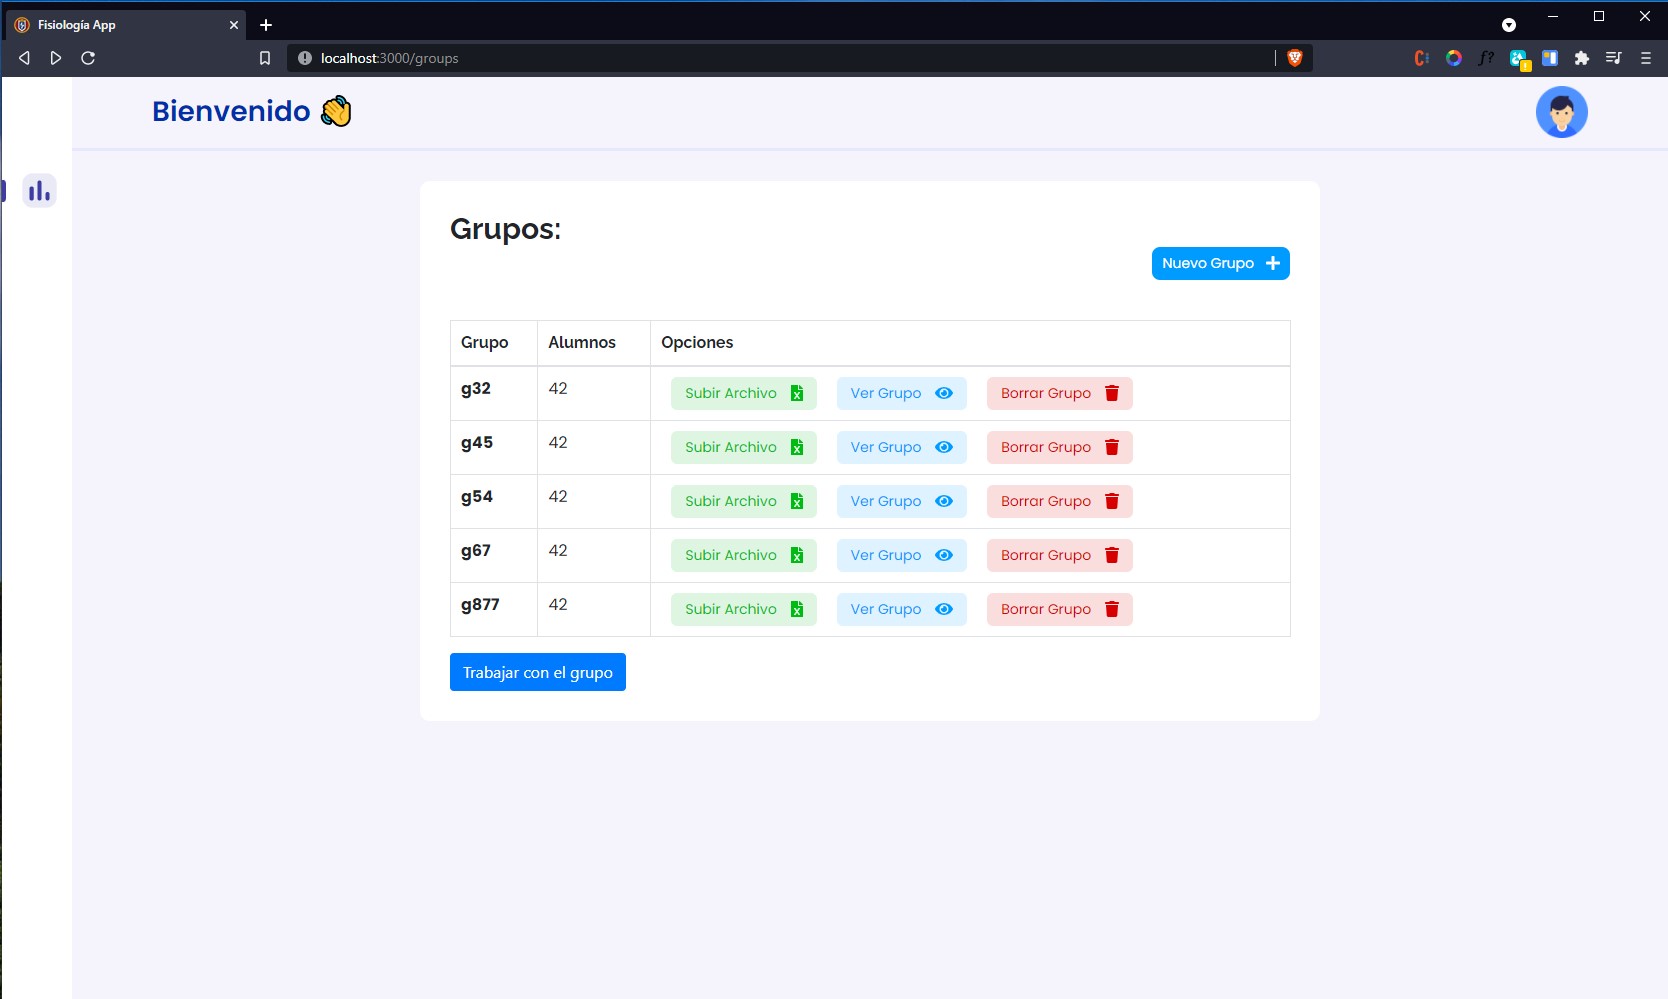 Fisiología App
localhost:3000/groups
Bienvenido 👋
Grupos:
Nuevo Grupo
Grupo Alumnos Opciones
g32 42 Subir Archivo Ver Grupo Borrar Grupo
g45 42 Subir Archivo Ver Grupo Borrar Grupo
g54 42 Subir Archivo Ver Grupo Borrar Grupo
g67 42 Subir Archivo Ver Grupo Borrar Grupo
g877 42 Subir Archivo Ver Grupo Borrar Grupo
Trabajar con el grupo